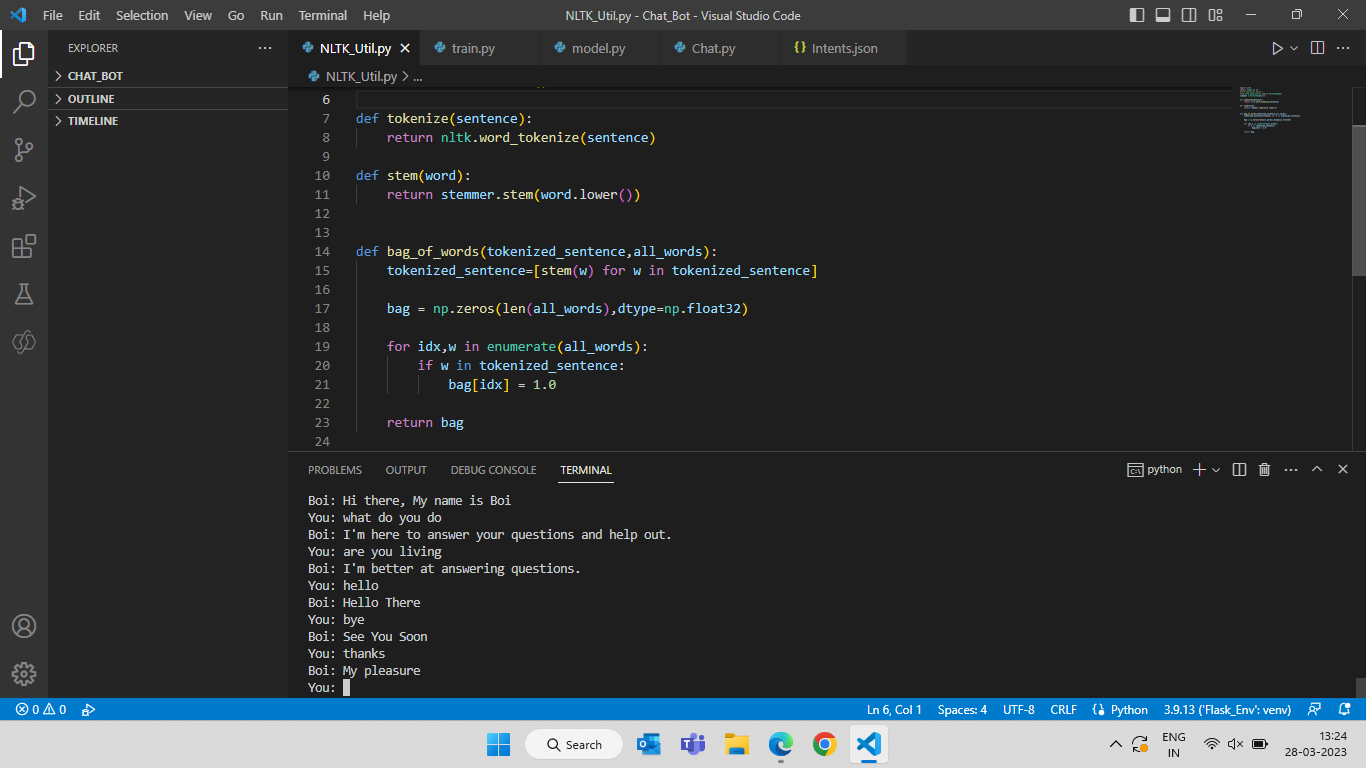 File Edit Selection View Go Run Terminal Help NLTK_Util.py - Chat_Bot - Visual Studio Code
EXPLORER
CHAT_BOT
OUTLINE
TIMELINE
NLTK_Util.py train.py model.py Chat.py {} Intents.json
NLTK_Util.py > ...
6
7 def tokenize(sentence):
8 return nltk.word_tokenize(sentence)
9
10 def stem(word):
11 return stemmer.stem(word.lower())
12
13
14 def bag_of_words(tokenized_sentence,all_words):
15 tokenized_sentence=[stem(w) for w in tokenized_sentence]
16
17 bag = np.zeros(len(all_words),dtype=np.float32)
18
19 for idx,w in enumerate(all_words):
20 if w in tokenized_sentence:
21 bag[idx] = 1.0
22
23 return bag
24
PROBLEMS OUTPUT DEBUG CONSOLE TERMINAL python
Boi: Hi there, My name is Boi
You: what do you do
Boi: I'm here to answer your questions and help out.
You: are you living
Boi: I'm better at answering questions.
You: hello
Boi: Hello There
You: bye
Boi: See You Soon
You: thanks
Boi: My pleasure
You:
0 0 Ln 6, Col 1 Spaces: 4 UTF-8 CRLF Python 3.9.13 ('Flask_Env': venv)
Search
ENG
IN
13:24
28-03-2023